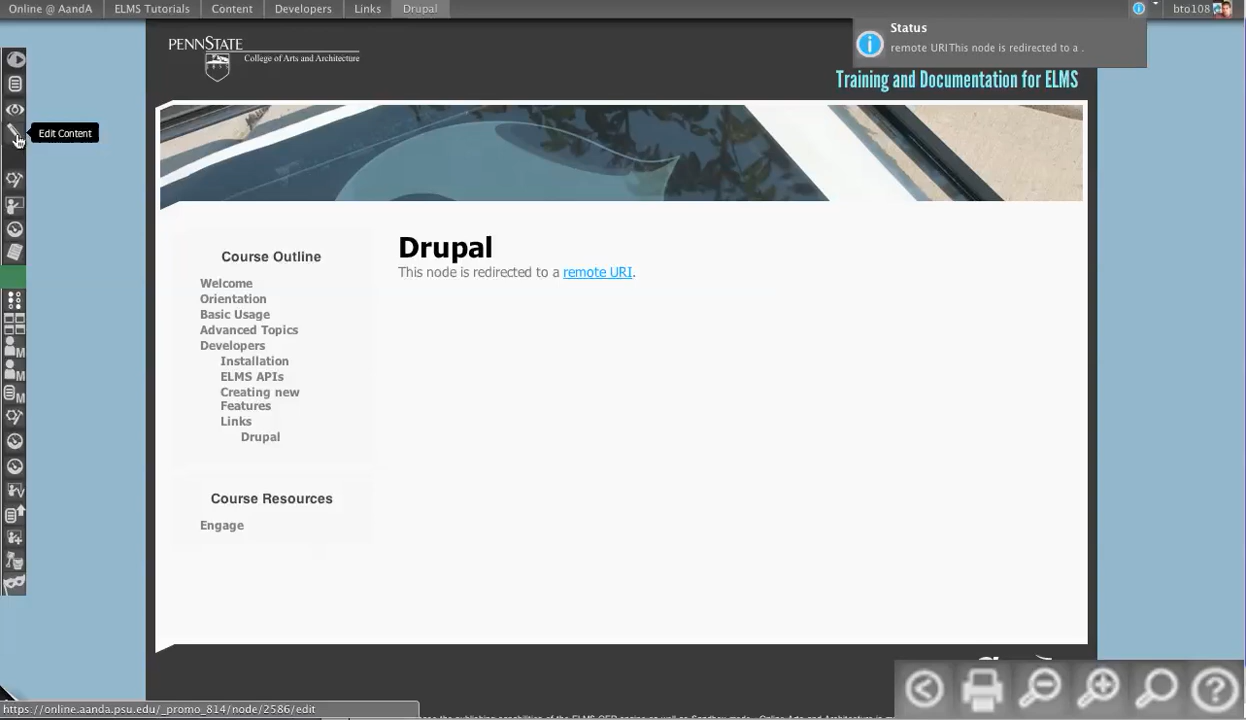 Online @ AandA
ELMS Tutorials
Content
Developers
Links
Drupal
bto108
Status
remote URIThis node is redirected to a .
PENNSTATE
College of Arts and Architecture
Training and Documentation for ELMS
Edit Content
Course Outline
Welcome
Orientation
Basic Usage
Advanced Topics
Developers
Installation
ELMS APIs
Creating new
Features
Links
Drupal
Course Resources
Engage
Drupal
This node is redirected to a remote URI.
https://online.aanda.psu.edu/_promo_814/node/2586/edit